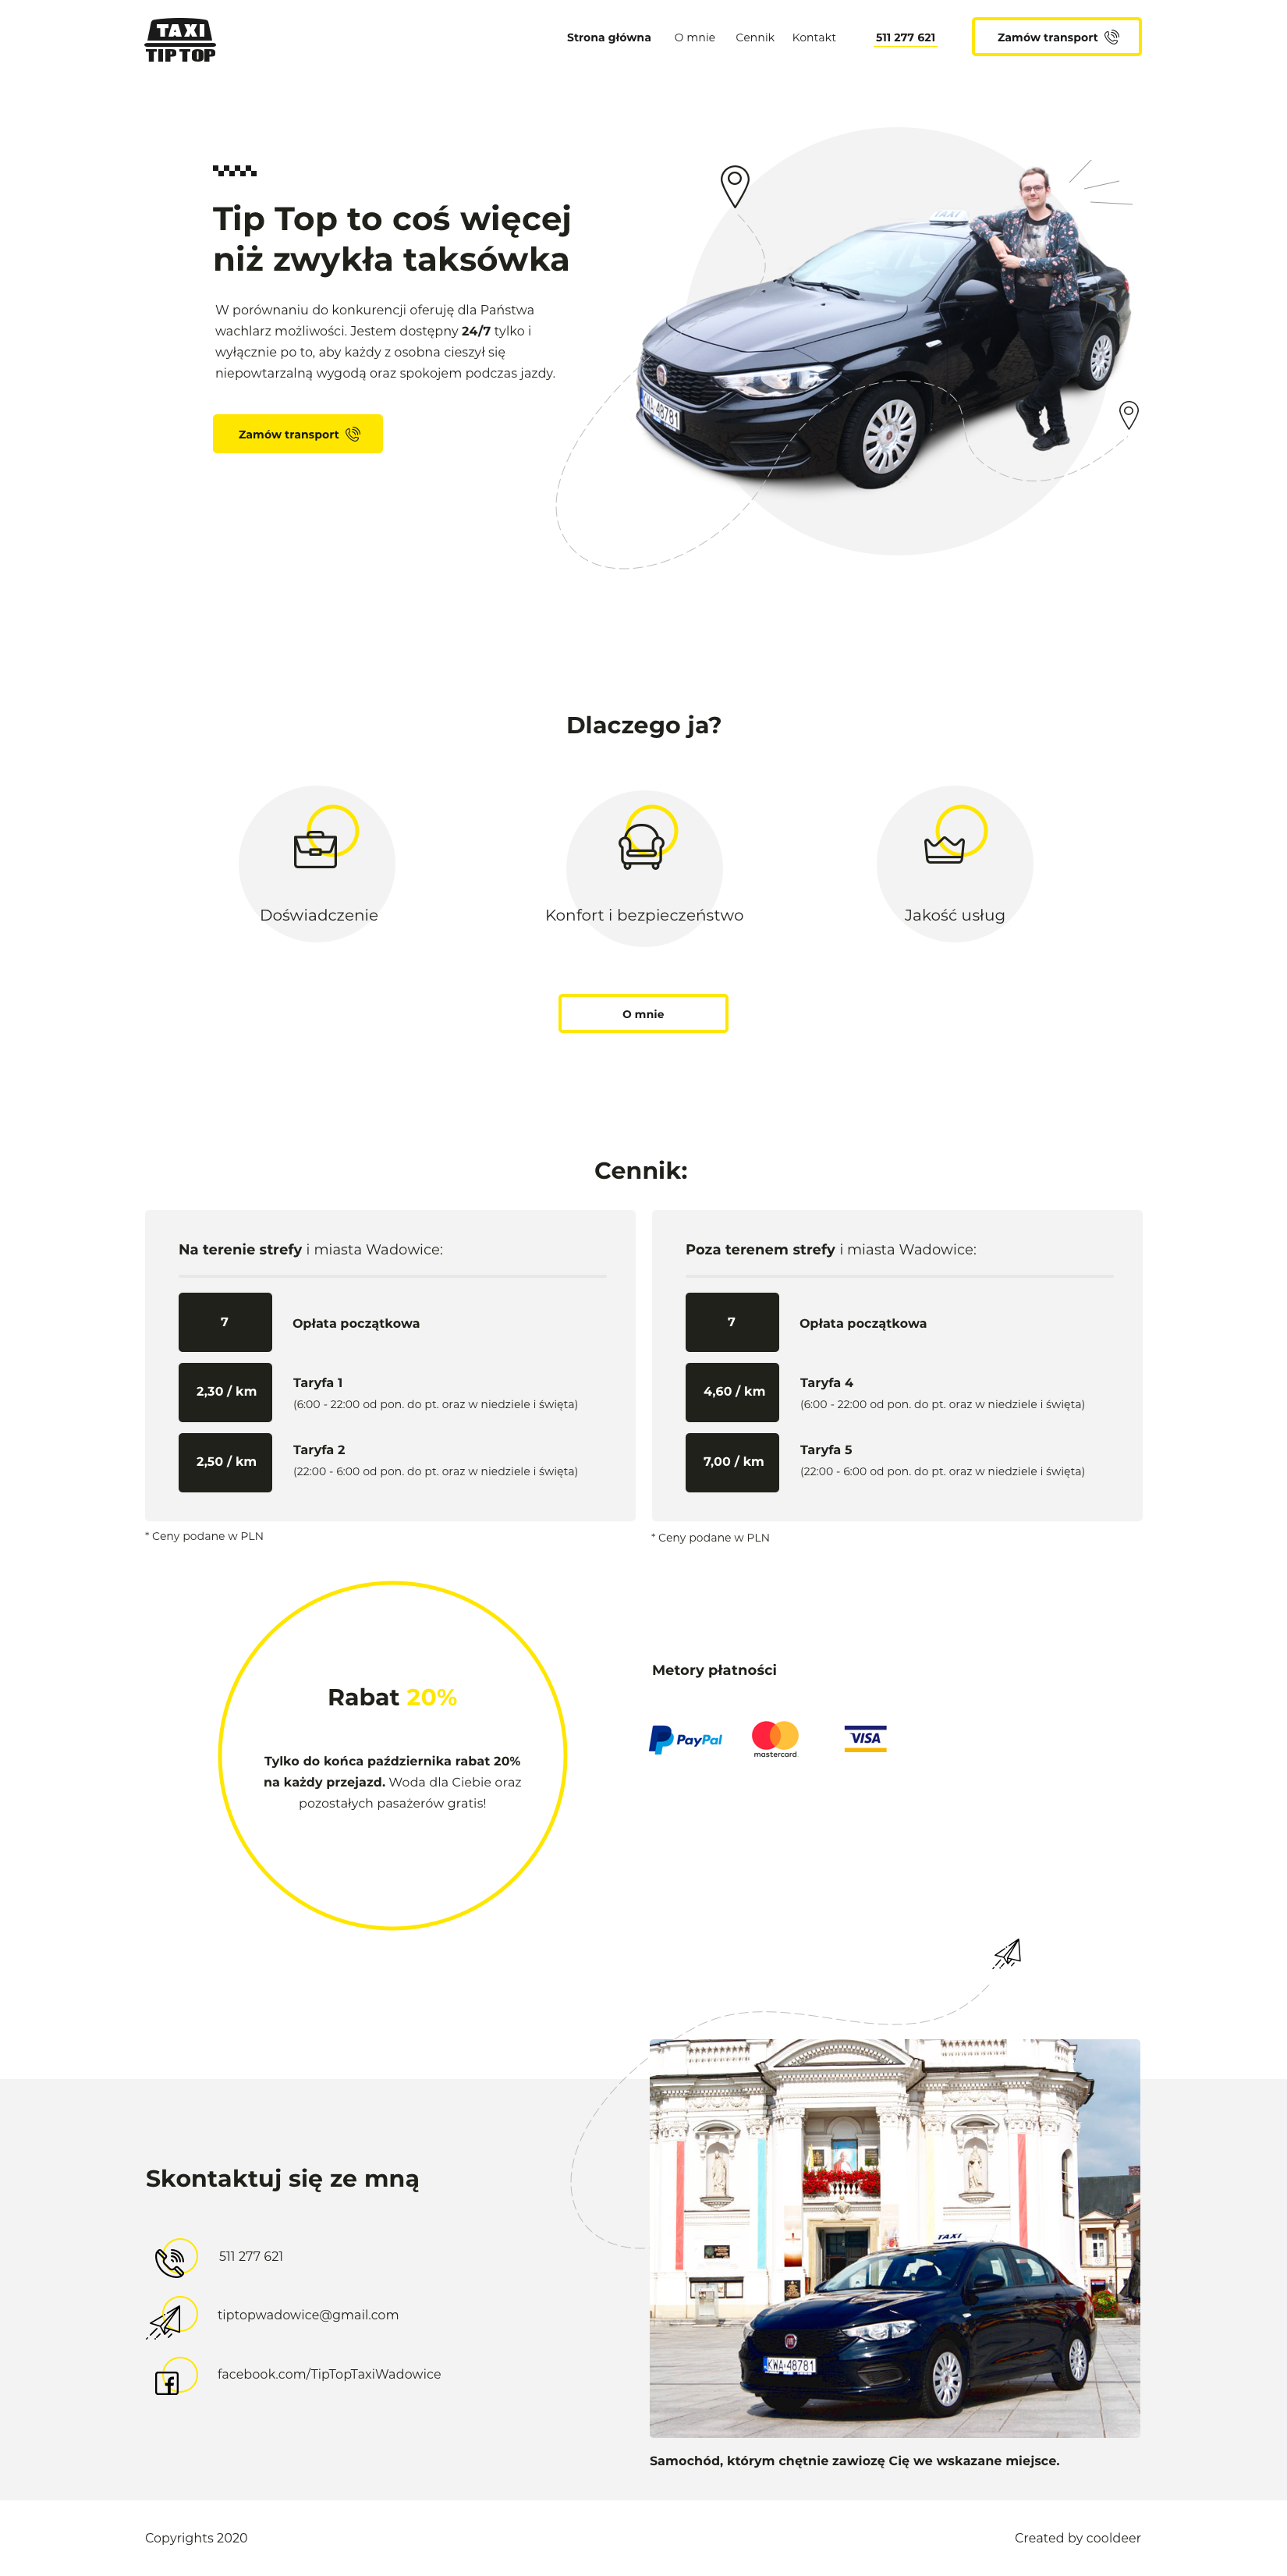 TAXI
TIP TOP
Strona główna
O mnie
Cennik
Kontakt
511 277 621
Zamów transport
Tip Top to coś więcej
niż zwykła taksówka
W porównaniu do konkurencji oferuję dla Państwa
wachlarz możliwości. Jestem dostępny 24/7 tylko i
wyłącznie po to, aby każdy z osobna cieszył się
niepowtarzalną wygodą oraz spokojem podczas jazdy.
Zamów transport
TAXI
KWA 48781
Dlaczego ja?
Doświadczenie
Konfort i bezpieczeństwo
Jakość usług
O mnie
Cennik:
Na terenie strefy i miasta Wadowice:
7
Opłata początkowa
2,30 / km
Taryfa 1
(6:00 - 22:00 od pon. do pt. oraz w niedziele i święta)
2,50 / km
Taryfa 2
(22:00 - 6:00 od pon. do pt. oraz w niedziele i święta)
* Ceny podane w PLN
Poza terenem strefy i miasta Wadowice:
7
Opłata początkowa
4,60 / km
Taryfa 4
(6:00 - 22:00 od pon. do pt. oraz w niedziele i święta)
7,00 / km
Taryfa 5
(22:00 - 6:00 od pon. do pt. oraz w niedziele i święta)
* Ceny podane w PLN
Rabat 20%
Tylko do końca października rabat 20%
na każdy przejazd. Woda dla Ciebie oraz
pozostałych pasażerów gratis!
Metory płatności
PayPal
mastercard
VISA
Skontaktuj się ze mną
511 277 621
tiptopwadowice@gmail.com
facebook.com/TipTopTaxiWadowice
TAXI
KWA 48781
Samochód, którym chętnie zawiozę Cię we wskazane miejsce.
Copyrights 2020
Created by cooldeer